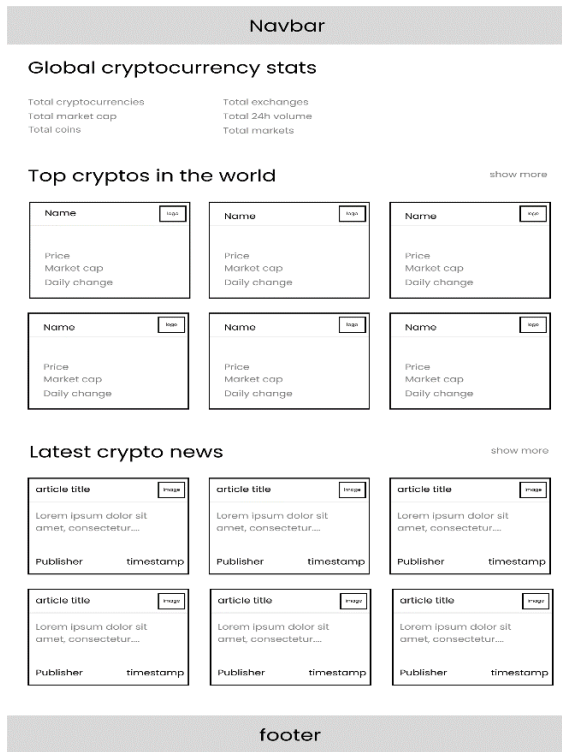 Navbar
Global cryptocurrency stats
Total cryptocurrencies Total exchanges
Total market cap Total 24h volume
Total coins Total markets
Top cryptos in the world show more
Name logo Name logo Name logo
Price Price Price
Market cap Market cap Market cap
Daily change Daily change Daily change
Name logo Name logo Name logo
Price Price Price
Market cap Market cap Market cap
Daily change Daily change Daily change
Latest crypto news show more
article title image article title image article title image
Lorem ipsum dolor sit Lorem ipsum dolor sit Lorem ipsum dolor sit
amet, consectetur.... amet, consectetur.... amet, consectetur....
Publisher timestamp Publisher timestamp Publisher timestamp
article title image article title image article title image
Lorem ipsum dolor sit Lorem ipsum dolor sit Lorem ipsum dolor sit
amet, consectetur.... amet, consectetur.... amet, consectetur....
Publisher timestamp Publisher timestamp Publisher timestamp
footer